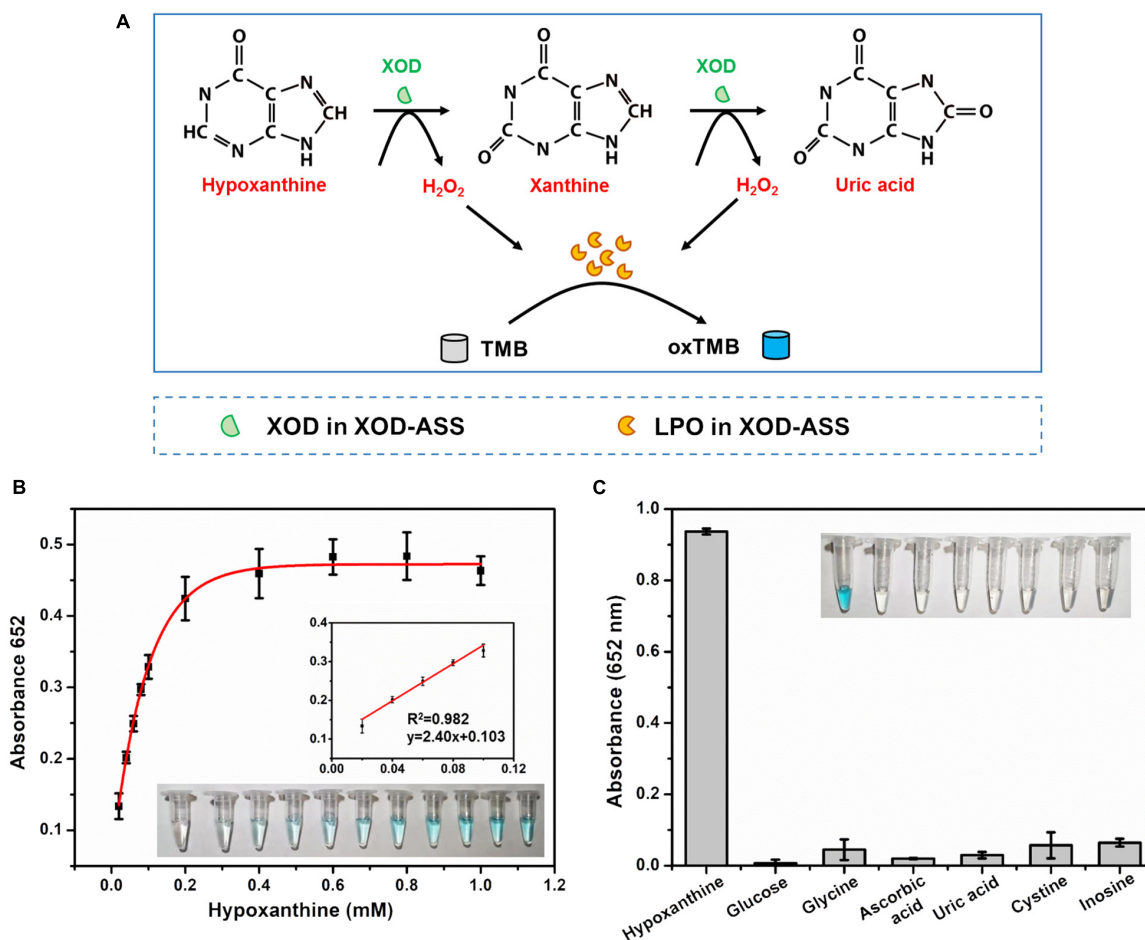 A
O
O
O
XOD
XOD
C
N
C
N
C
N
N
C
N
C
N
C
CH
CH
C
O
HC
C
C
C
C
C
N
N
N
N
N
N
H
O
H
O
H
Hypoxanthine
H₂O₂
Xanthine
H₂O₂
Uric acid
TMB
oxTMB
XOD in XOD-ASS
LPO in XOD-ASS
B
Absorbance 652
0.5
0.4
0.3
0.2
0.1
0.0
0.2
0.4
0.6
0.8
1.0
1.2
Hypoxanthine (mM)
0.4
0.3
0.2
0.1
R²=0.982
y=2.40x+0.103
0.00
0.04
0.08
0.12
C
Absorbance (652 nm)
1.0
0.8
0.6
0.4
0.2
0.0
Hypoxanthine
Glucose
Glycine
Ascorbic
acid
Uric acid
Cystine
Inosine